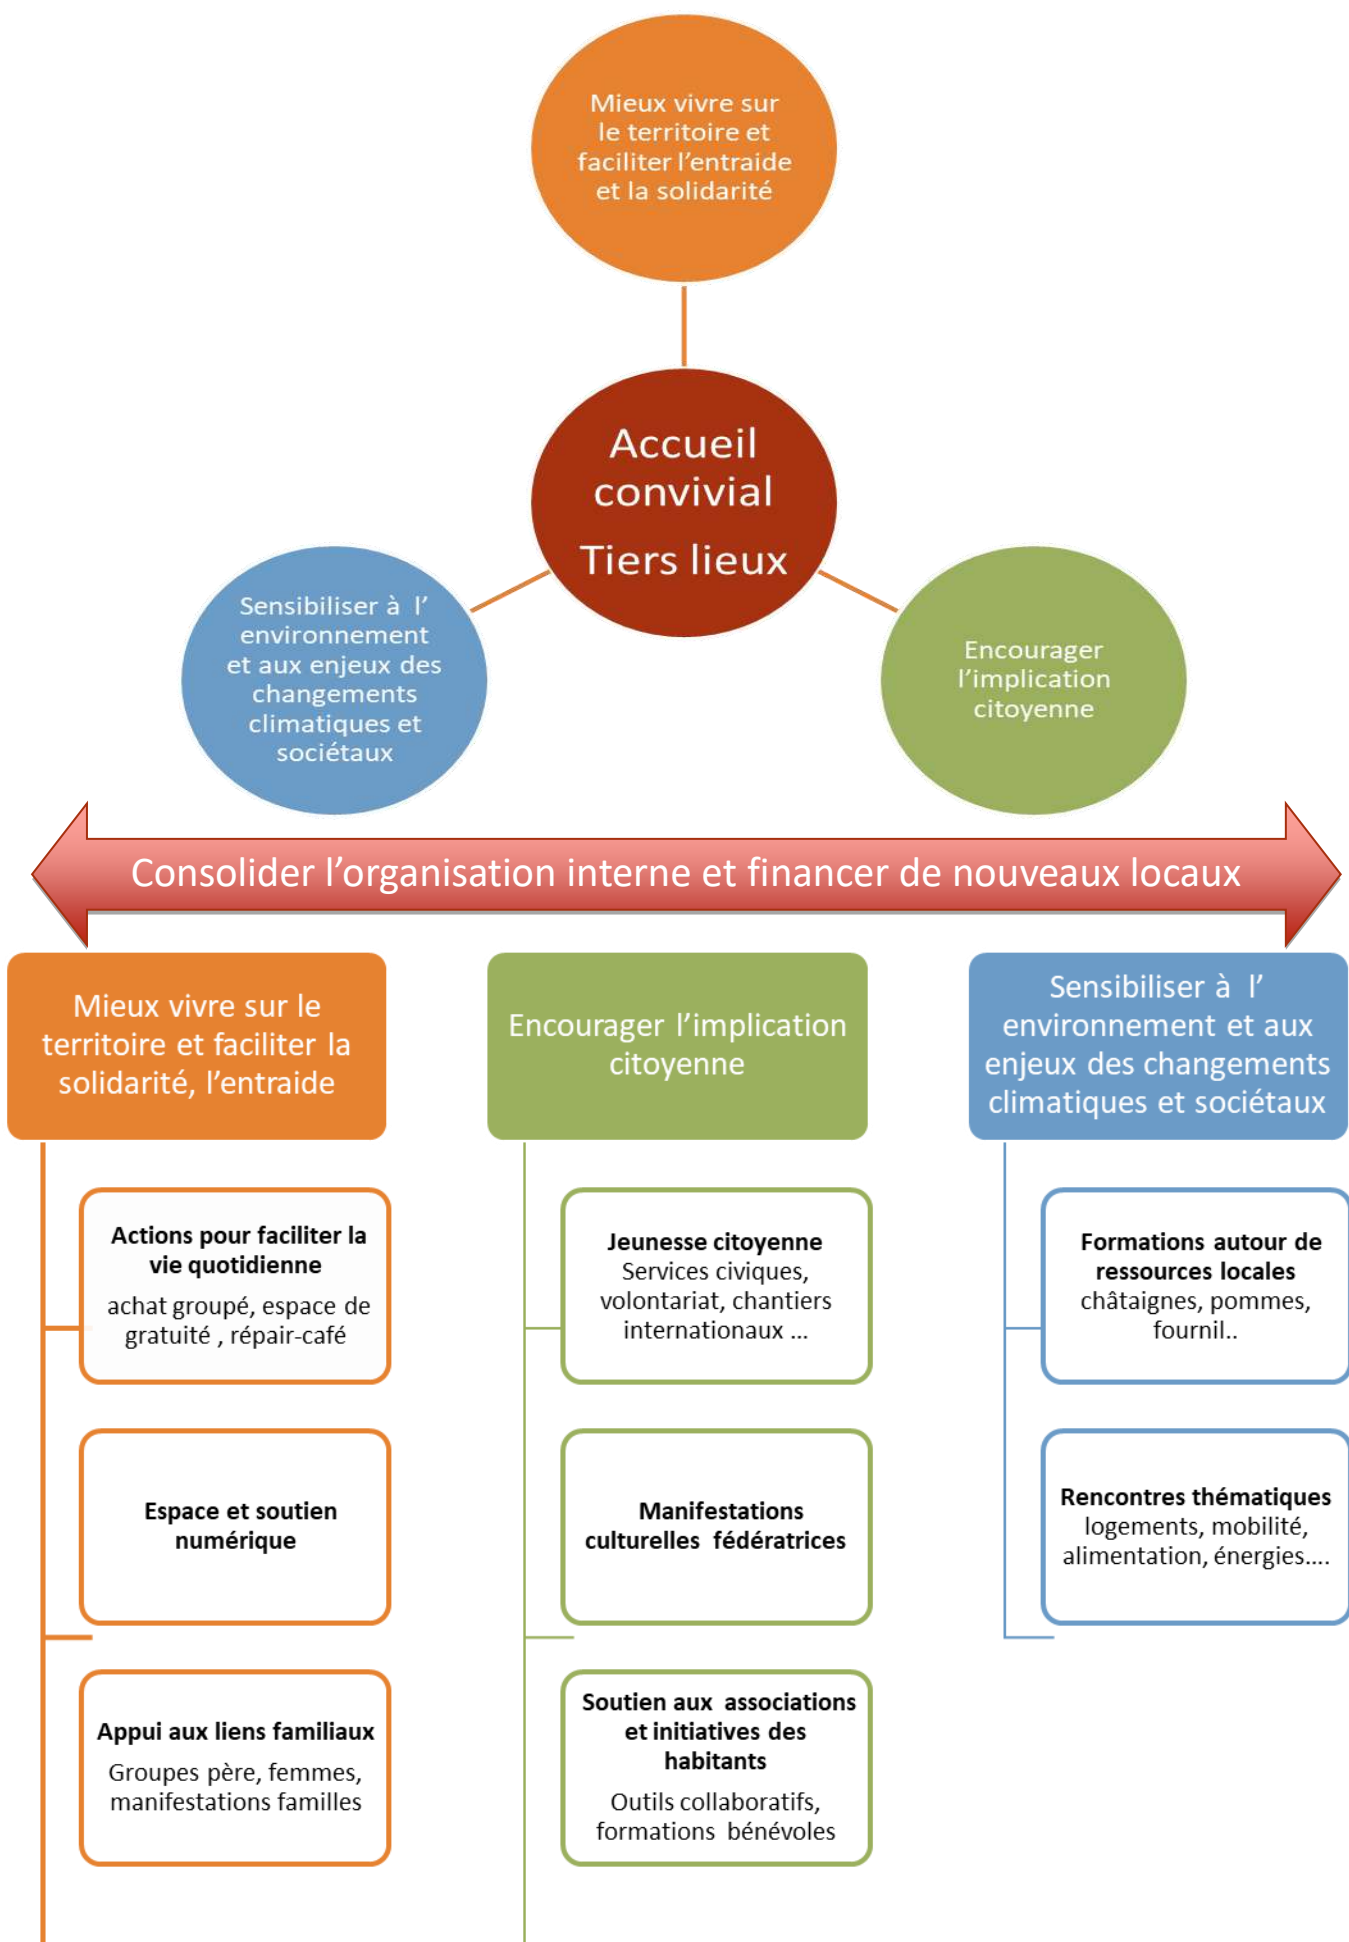 Mieux vivre sur
le territoire et
faciliter l'entraide
et la solidarité
Accueil
convivial
Tiers lieux
Sensibiliser à l'
environnement
et aux enjeux des
changements
climatiques et
sociétaux
Encourager
l'implication
citoyenne
Consolider l'organisation interne et financer de nouveaux locaux
Mieux vivre sur le
territoire et faciliter la
solidarité, l'entraide
Actions pour faciliter la
vie quotidienne
achat groupé, espace de
gratuité , répair-café
Espace et soutien
numérique
Appui aux liens familiaux
Groupes père, femmes,
manifestations familles
Encourager l'implication
citoyenne
Jeunesse citoyenne
Services civiques,
volontariat, chantiers
internationaux ...
Manifestations
culturelles fédératrices
Soutien aux associations
et initiatives des
habitants
Outils collaboratifs,
formations bénévoles
Sensibiliser à l'
environnement et aux
enjeux des changements
climatiques et sociétaux
Formations autour de
ressources locales
châtaignes, pommes,
fournil..
Rencontres thématiques
logements, mobilité,
alimentation, énergies....